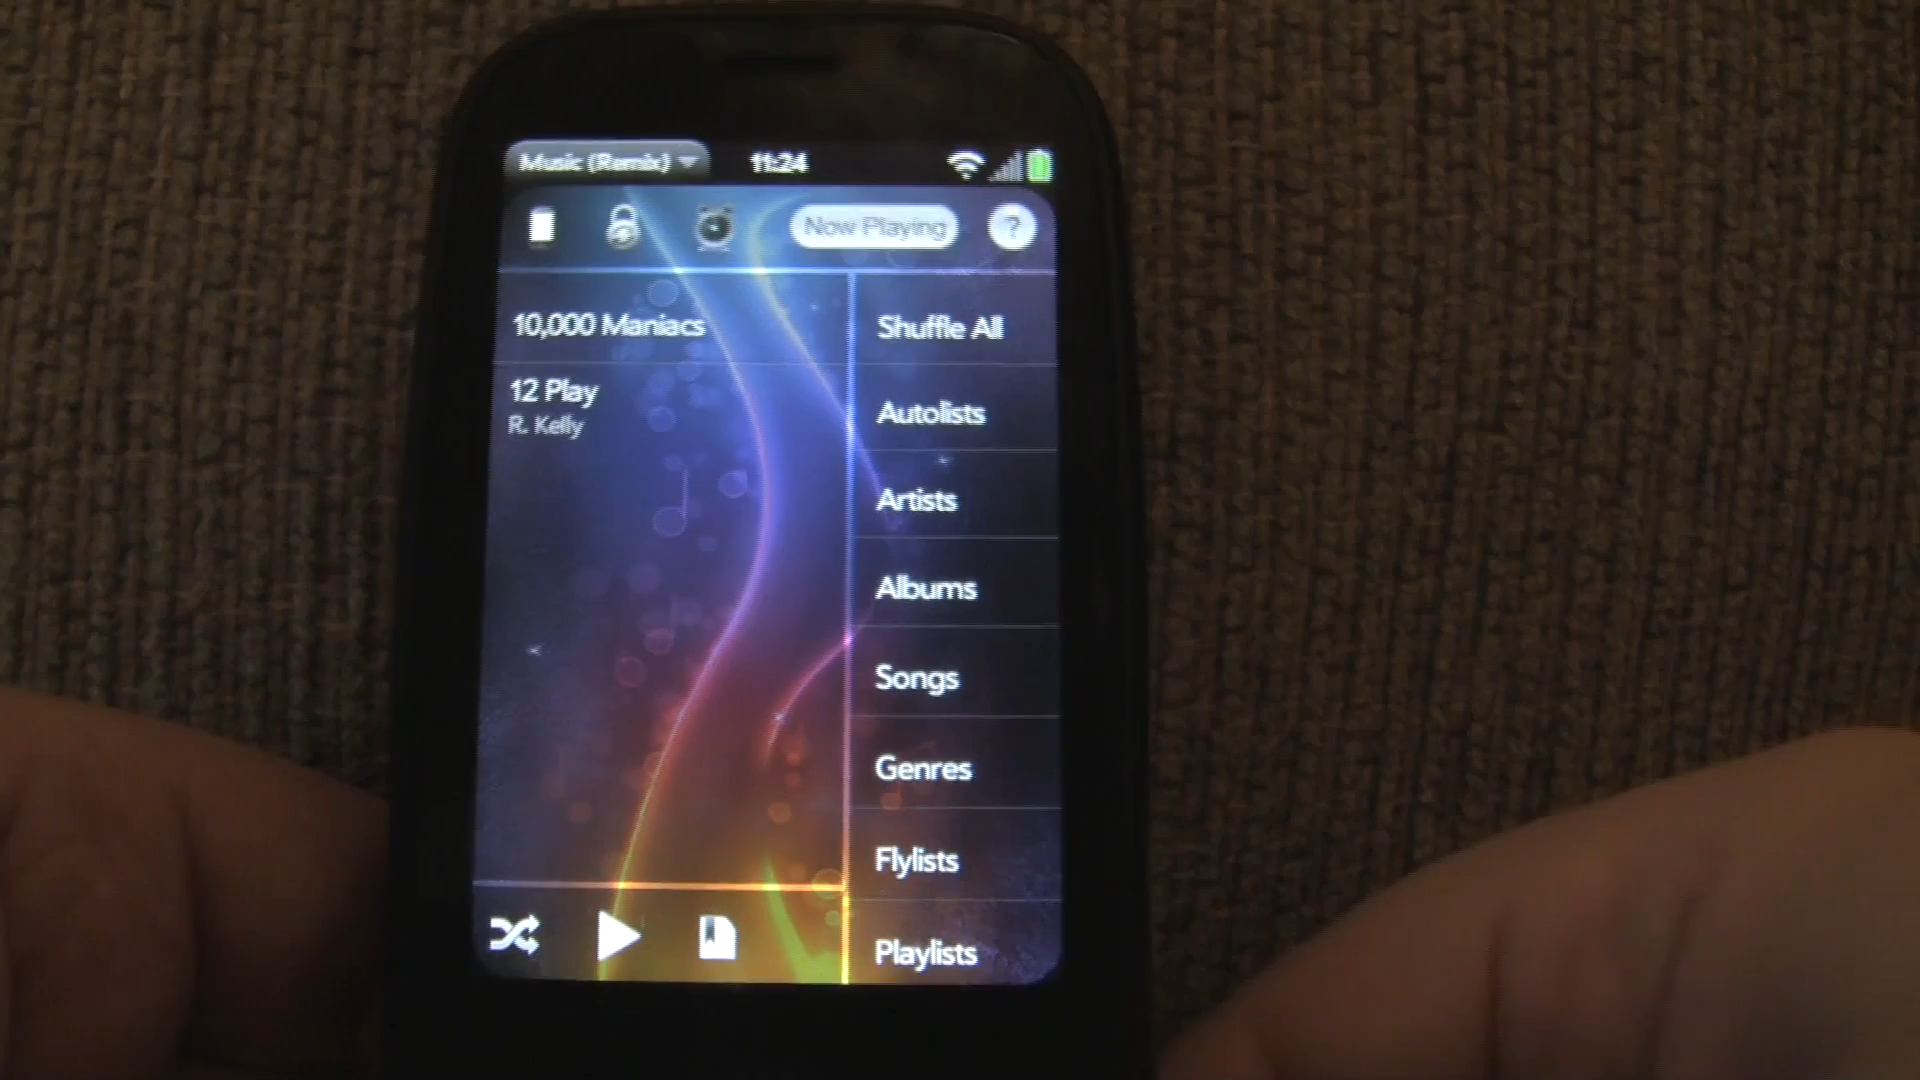 Music (Remix)
11:24
Now Playing
?
10,000 Maniacs
12 Play
R. Kelly
Shuffle All
Autolists
Artists
Albums
Songs
Genres
Flylists
Playlists